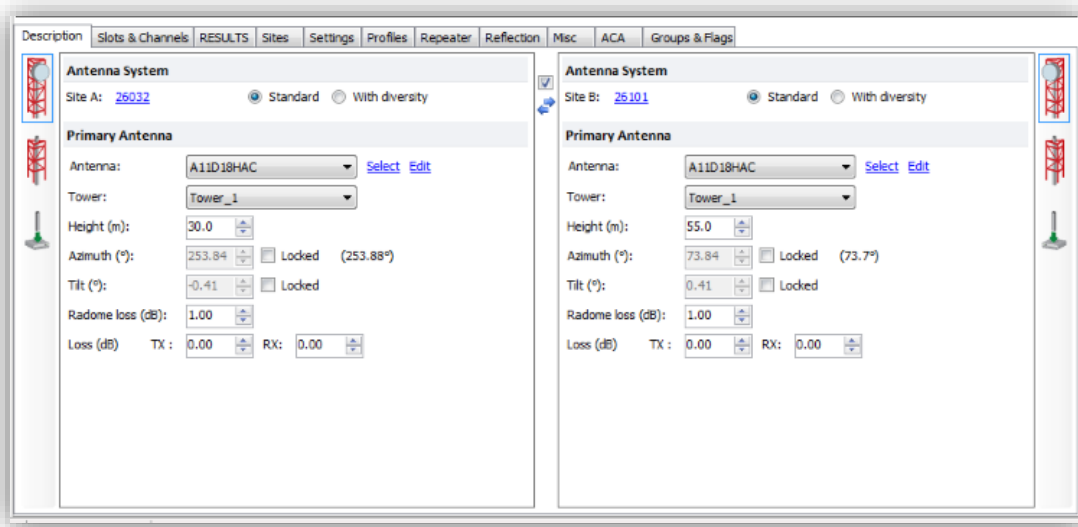 Description Slots & Channels RESULTS Sites Settings Profiles Repeater Reflection Misc ACA Groups & Flags
Antenna System
Site A: 26032 Standard With diversity
Primary Antenna
Antenna: A11D18HAC Select Edit
Tower: Tower_1
Height (m): 30.0
Azimuth (°): 253.84 Locked (253.88°)
Tilt (°): -0.41 Locked
Radome loss (dB): 1.00
Loss (dB) TX : 0.00 RX: 0.00
Antenna System
Site B: 26101 Standard With diversity
Primary Antenna
Antenna: A11D18HAC Select Edit
Tower: Tower_1
Height (m): 55.0
Azimuth (°): 73.84 Locked (73.7°)
Tilt (°): 0.41 Locked
Radome loss (dB): 1.00
Loss (dB) TX : 0.00 RX: 0.00